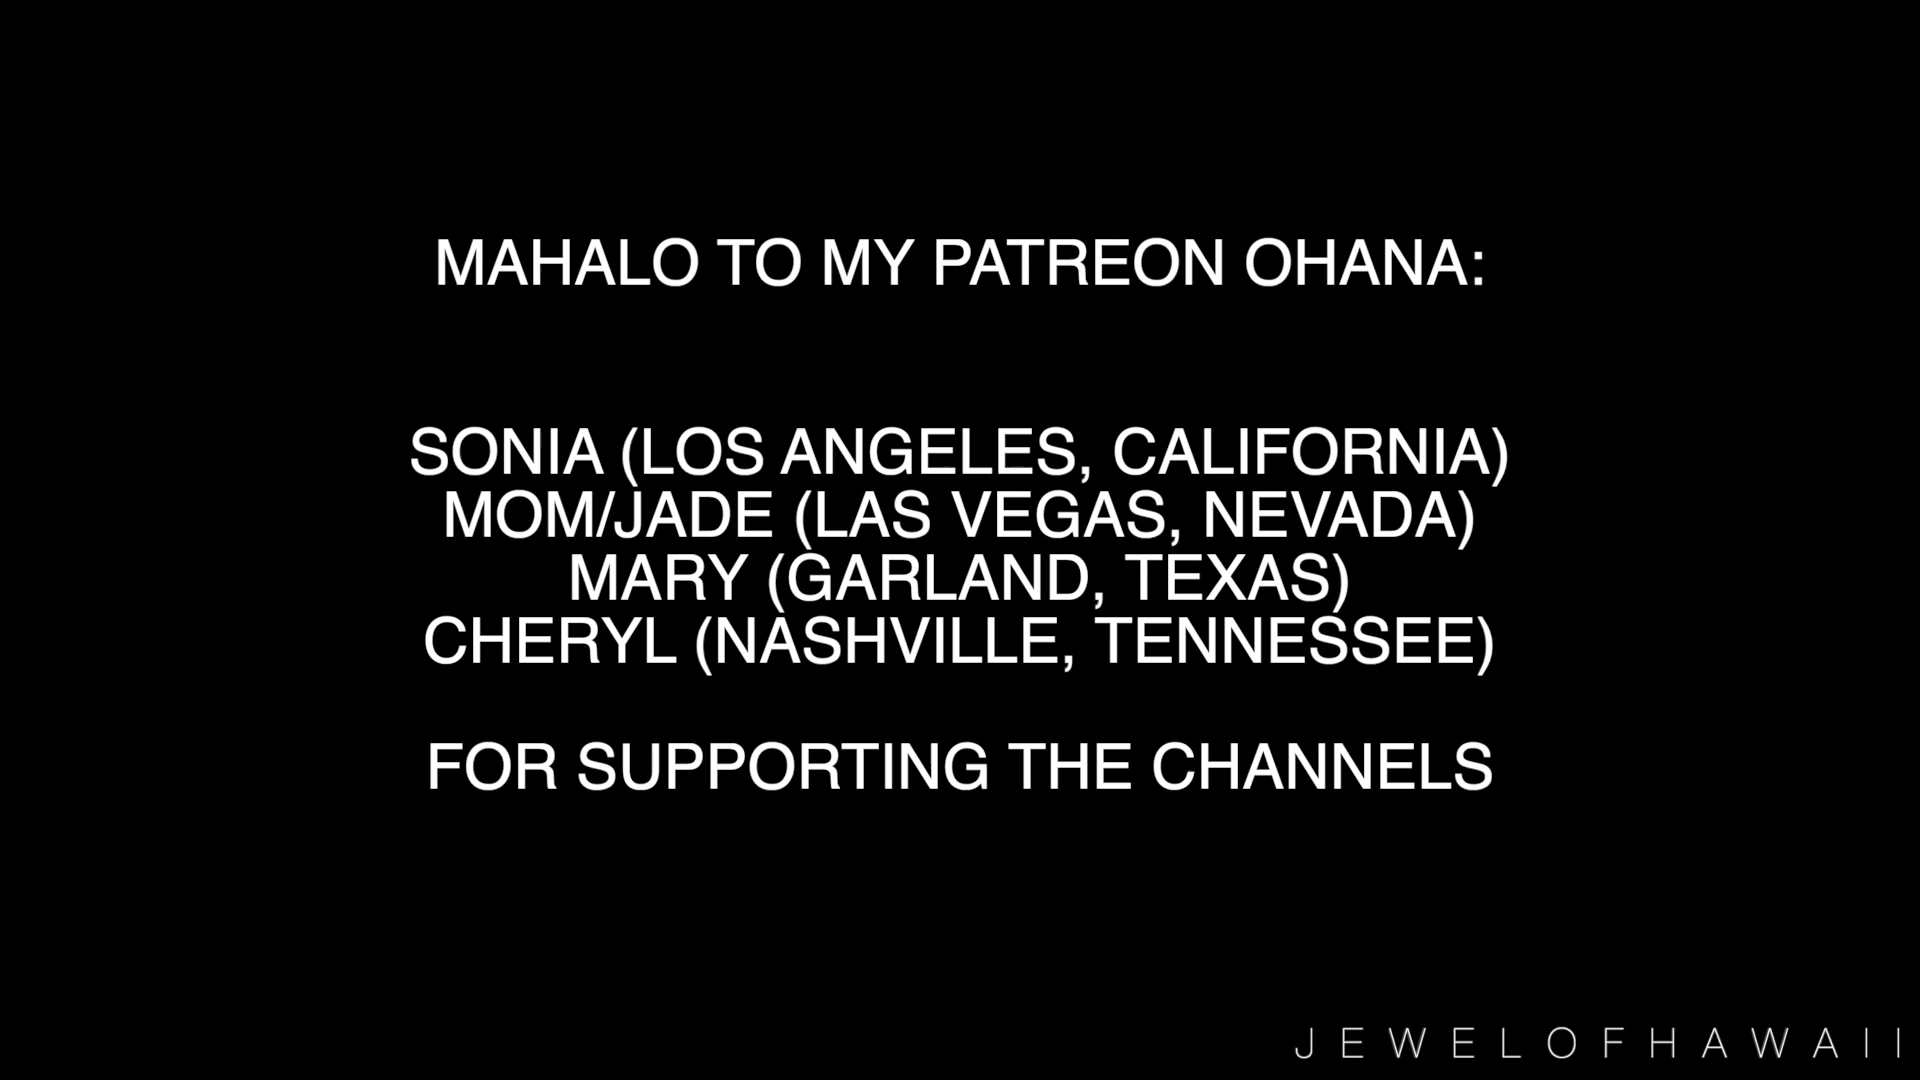 MAHALO TO MY PATREON OHANA:
SONIA (LOS ANGELES, CALIFORNIA)
MOM/JADE (LAS VEGAS, NEVADA)
MARY (GARLAND, TEXAS)
CHERYL (NASHVILLE, TENNESSEE)
FOR SUPPORTING THE CHANNELS
JEWELOFHAWAII